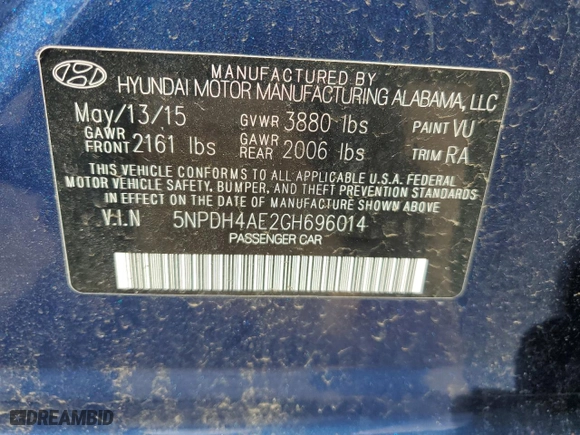 MANUFACTURED BY
HYUNDAI MOTOR MANUFACTURING ALABAMA, LLC
May/13/15 GVWR 3880 lbs PAINT VU
GAWR FRONT 2161 lbs GAWR REAR 2006 lbs TRIM RA
THIS VEHICLE CONFORMS TO ALL APPLICABLE U.S.A. FEDERAL
MOTOR VEHICLE SAFETY, BUMPER, AND THEFT PREVENTION STANDARDS
IN EFFECT ON THE DATE OF MANUFACTURE SHOWN ABOVE
V.I.N 5NPDH4AE2GH696014
PASSENGER CAR
DREAMBID